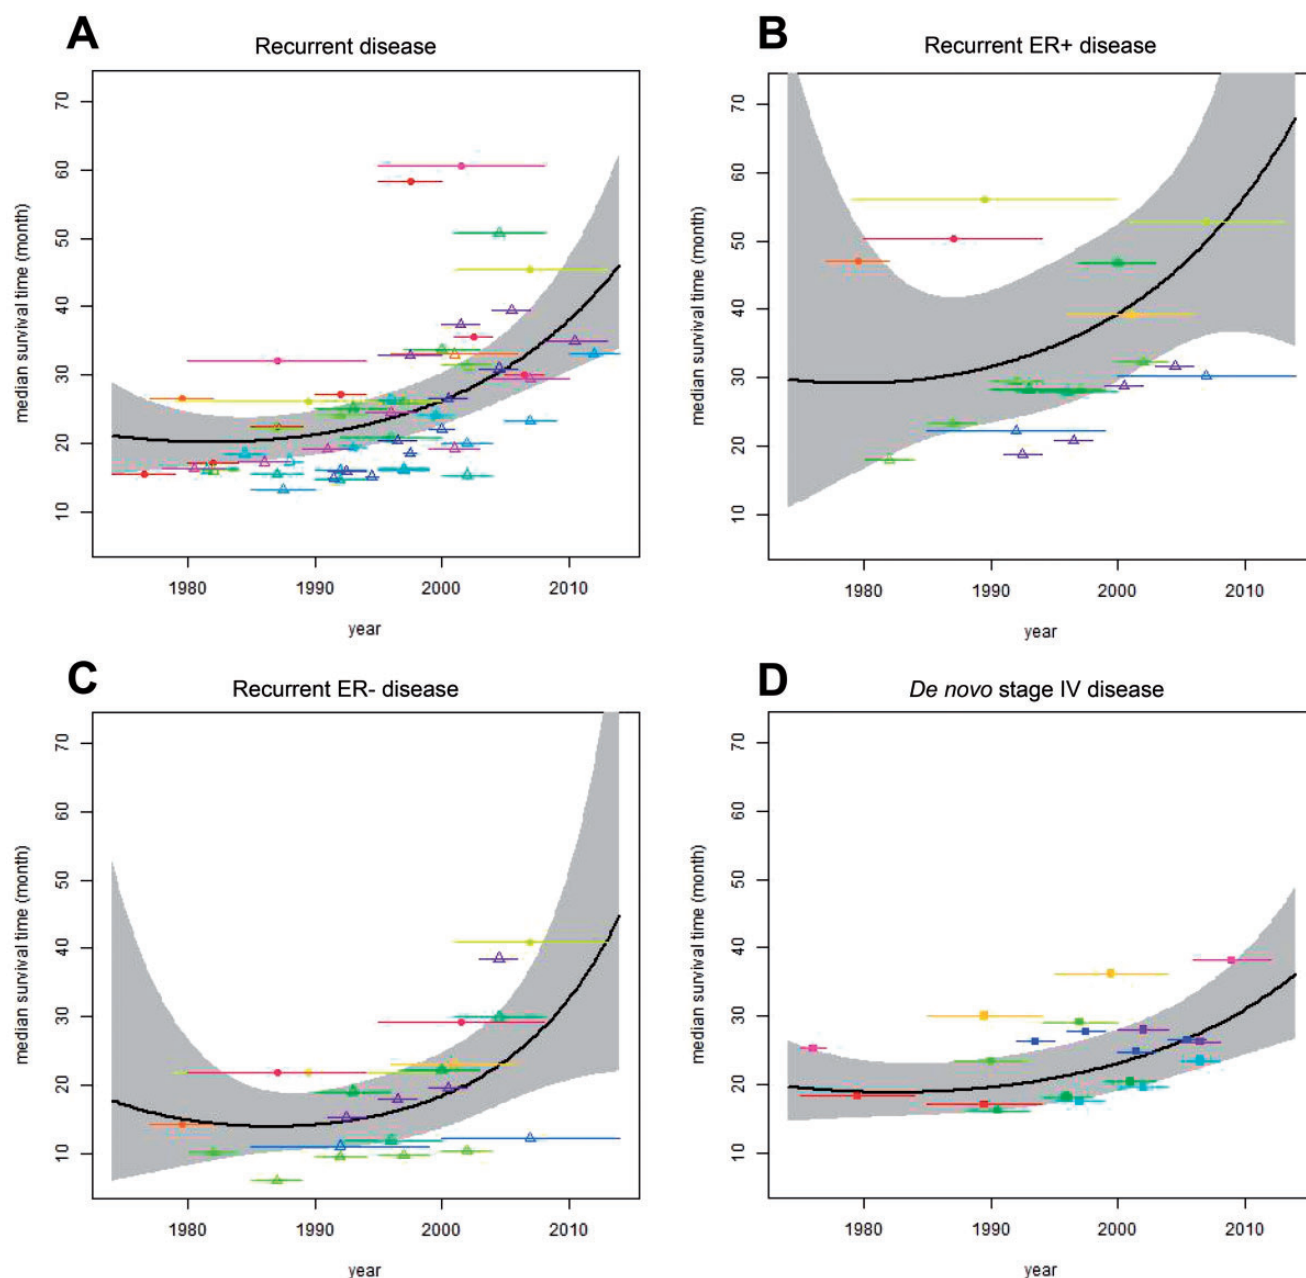 A
Recurrent disease
median survival time (month)
70
60
50
40
30
20
10
1980
1990
2000
2010
year
B
Recurrent ER+ disease
median survival time (month)
70
60
50
40
30
20
10
1980
1990
2000
2010
year
C
Recurrent ER- disease
median survival time (month)
70
60
50
40
30
20
10
1980
1990
2000
2010
year
D
De novo stage IV disease
median survival time (month)
70
60
50
40
30
20
10
1980
1990
2000
2010
year